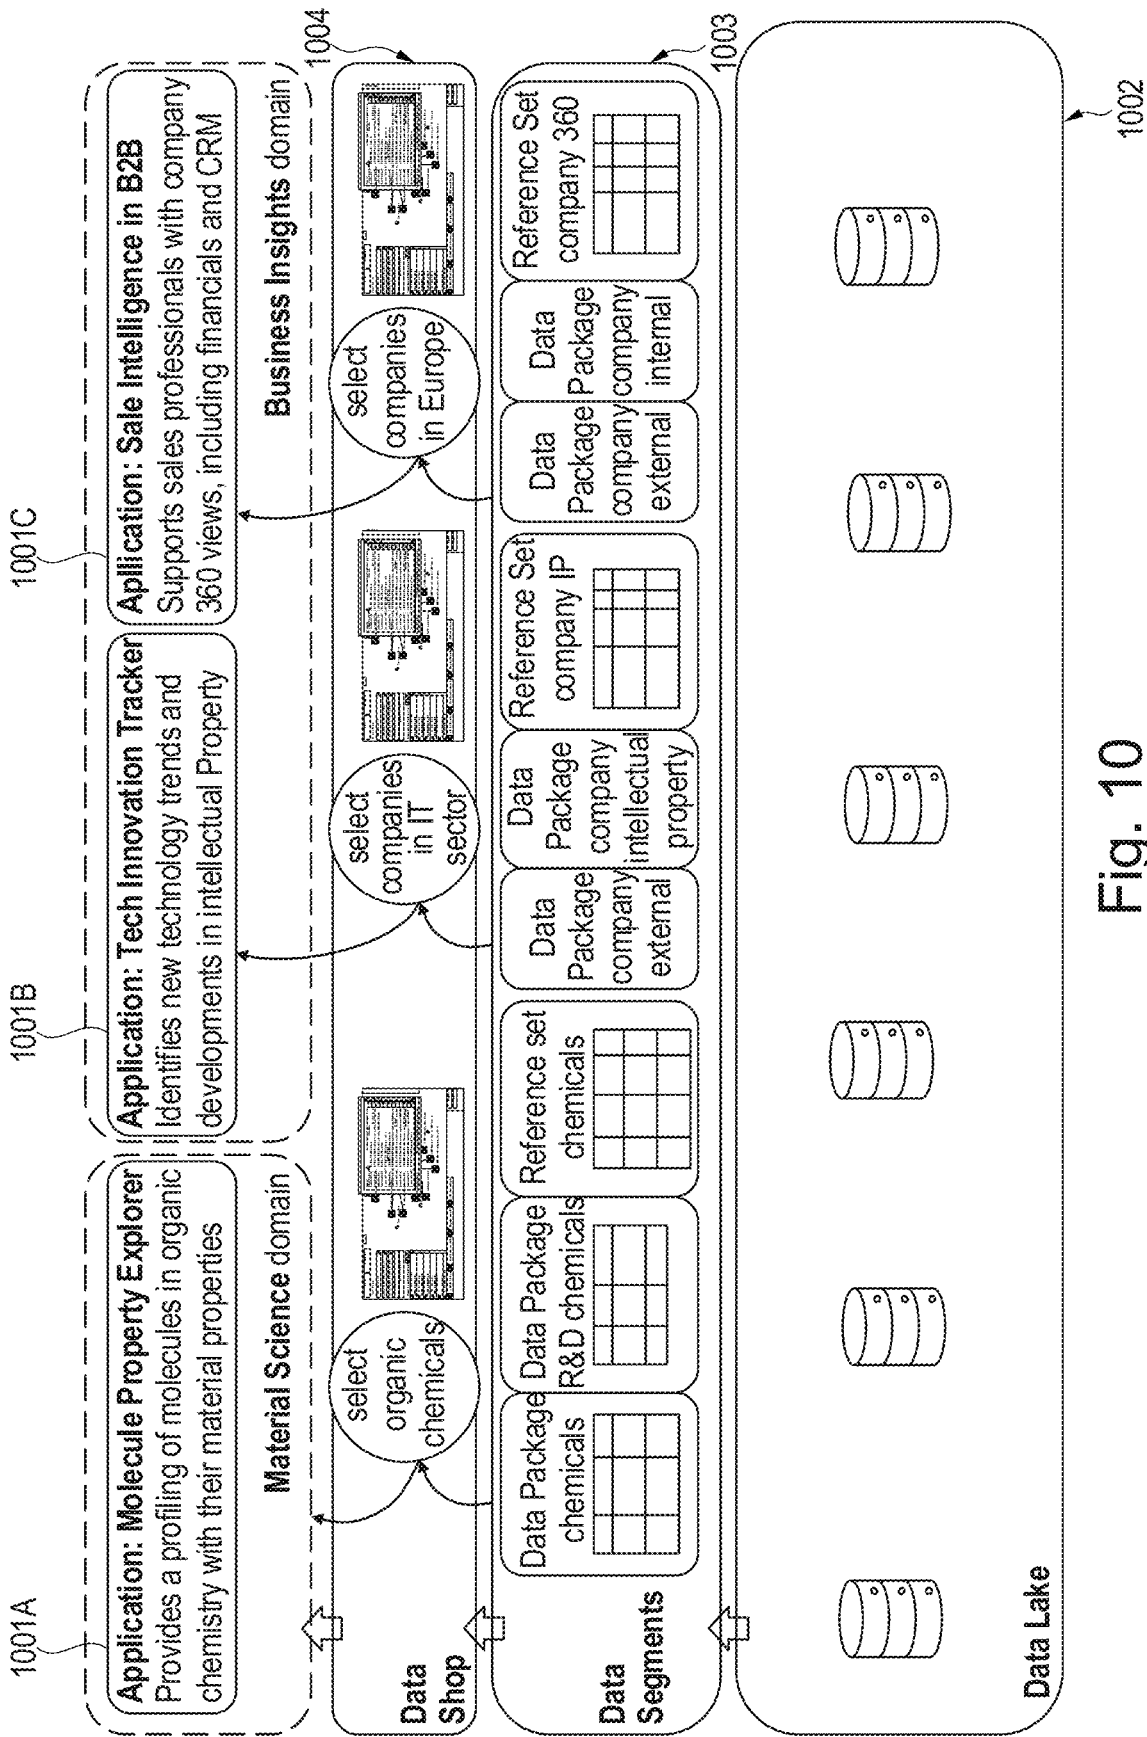 1001A
1001B
1001C
Application: Molecule Property Explorer
Provides a profiling of molecules in organic
chemistry with their material properties
Material Science domain
Application: Tech Innovation Tracker
Identifies new technology trends and
developments in intellectual Property
Apllication: Sale Intelligence in B2B
Supports sales professionals with company
360 views, including financials and CRM
Business Insights domain
1004
Data
Shop
select
organic
chemicals
select
companies
in IT
sector
select
companies
in Europe
1003
Data
Segments
Data Package
chemicals
Data Package
R&D chemicals
Reference set
chemicals
Data
Package
company
external
Data
Package
company
intellectual
property
Reference Set
company IP
Data
Package
company
external
Data
Package
company
internal
Reference Set
company 360
Data Lake
1002
Fig. 10